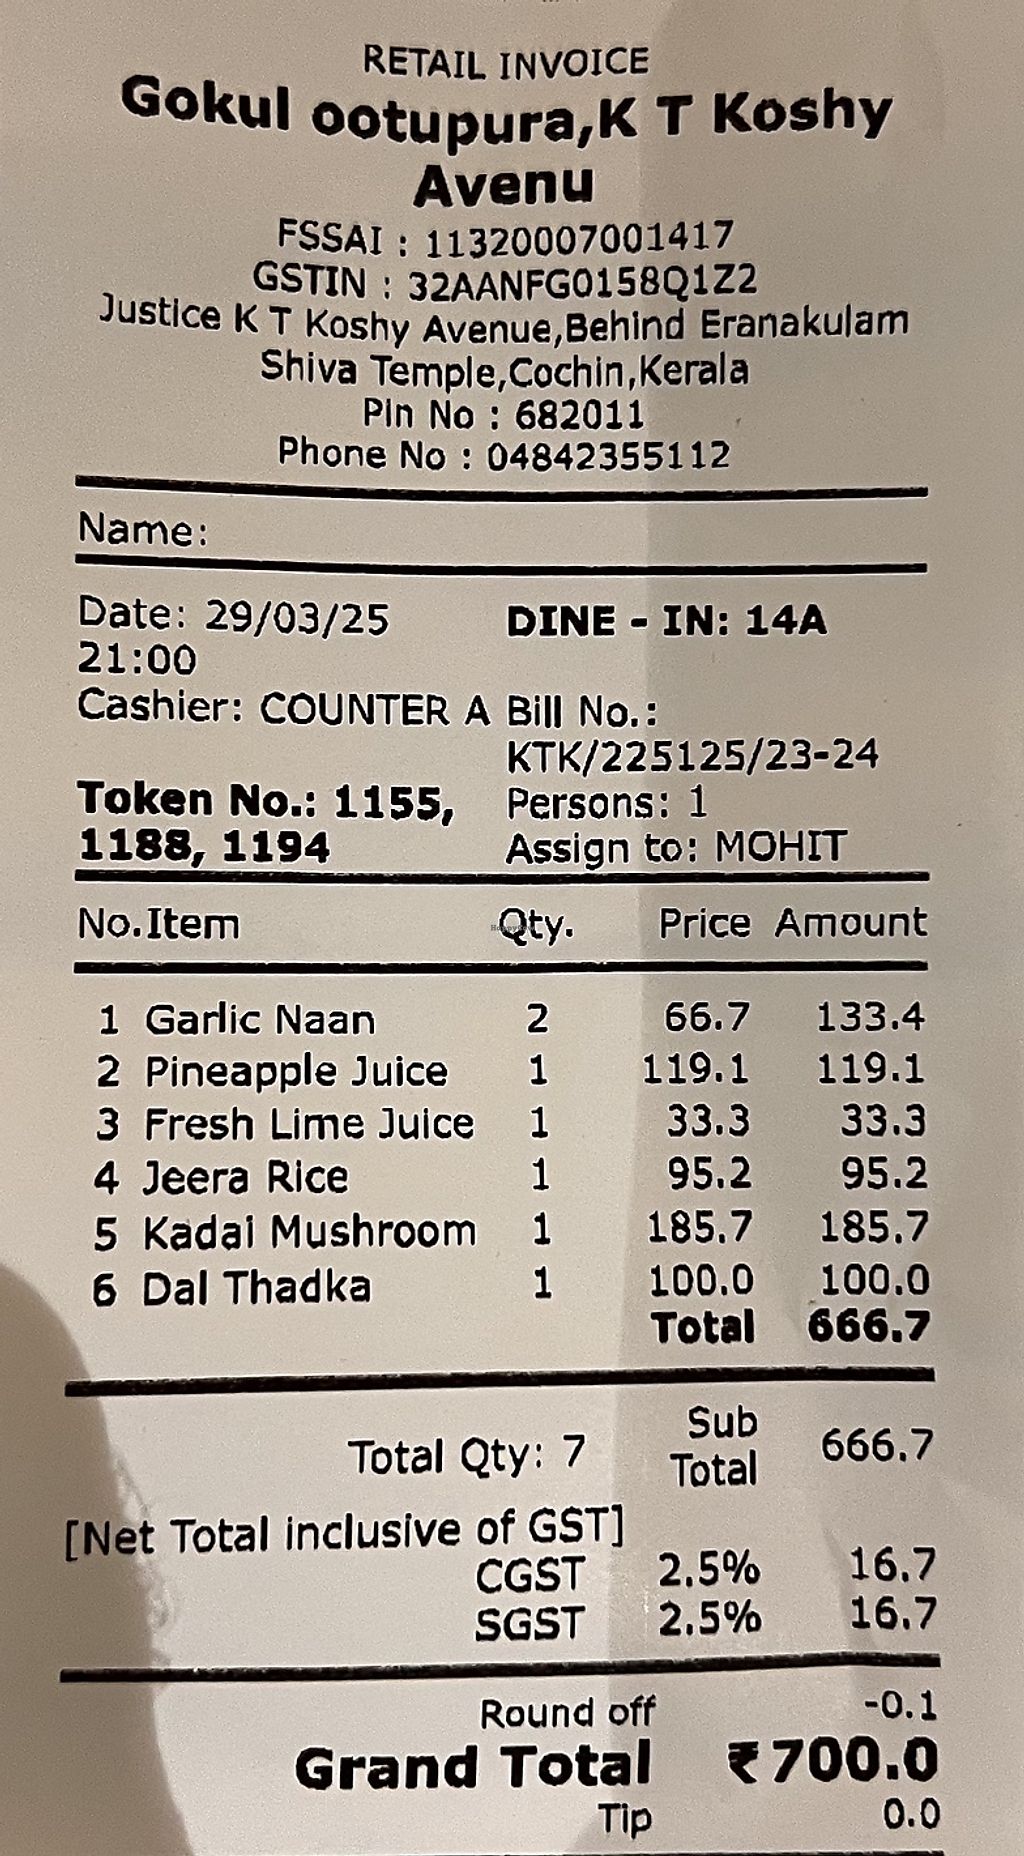 RETAIL INVOICE
Gokul ootupura,K T Koshy
Avenu
FSSAI : 11320007001417
GSTIN : 32AANFG0158Q1Z2
Justice K T Koshy Avenue,Behind Eranakulam
Shiva Temple,Cochin,Kerala
Pin No : 682011
Phone No : 04842355112
Name:
Date: 29/03/25 DINE - IN: 14A
21:00
Cashier: COUNTER A Bill No.:
KTK/225125/23-24
Token No.: 1155, Persons: 1
1188, 1194 Assign to: MOHIT
No.Item Qty. Price Amount
HappyCow
1 Garlic Naan 2 66.7 133.4
2 Pineapple Juice 1 119.1 119.1
3 Fresh Lime Juice 1 33.3 33.3
4 Jeera Rice 1 95.2 95.2
5 Kadai Mushroom 1 185.7 185.7
6 Dal Thadka 1 100.0 100.0
Total 666.7
Total Qty: 7 Sub Total 666.7
[Net Total inclusive of GST]
CGST 2.5% 16.7
SGST 2.5% 16.7
Round off -0.1
Grand Total ₹700.0
Tip 0.0